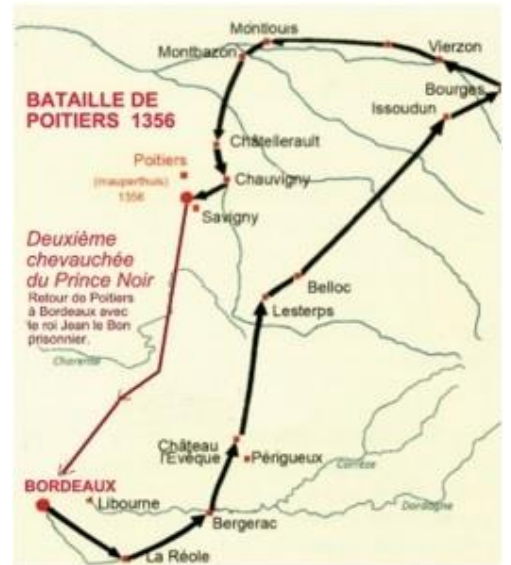 Montlouis
Montbazon
Vierzon
Bourges
Issoudun
BATAILLE DE
POITIERS 1356
Châtellerault
Poitiers
(mauperthuis)
1356
Chauvigny
Savigny
Deuxième
chevauchée
du Prince Noir
Retour de Poitiers
à Bordeaux avec
le roi Jean le Bon
prisonnier.
Belloc
Lesterps
Charente
Château
l'Evêque
Périgueux
Corrèze
BORDEAUX
Libourne
Dordogne
Bergerac
La Réole